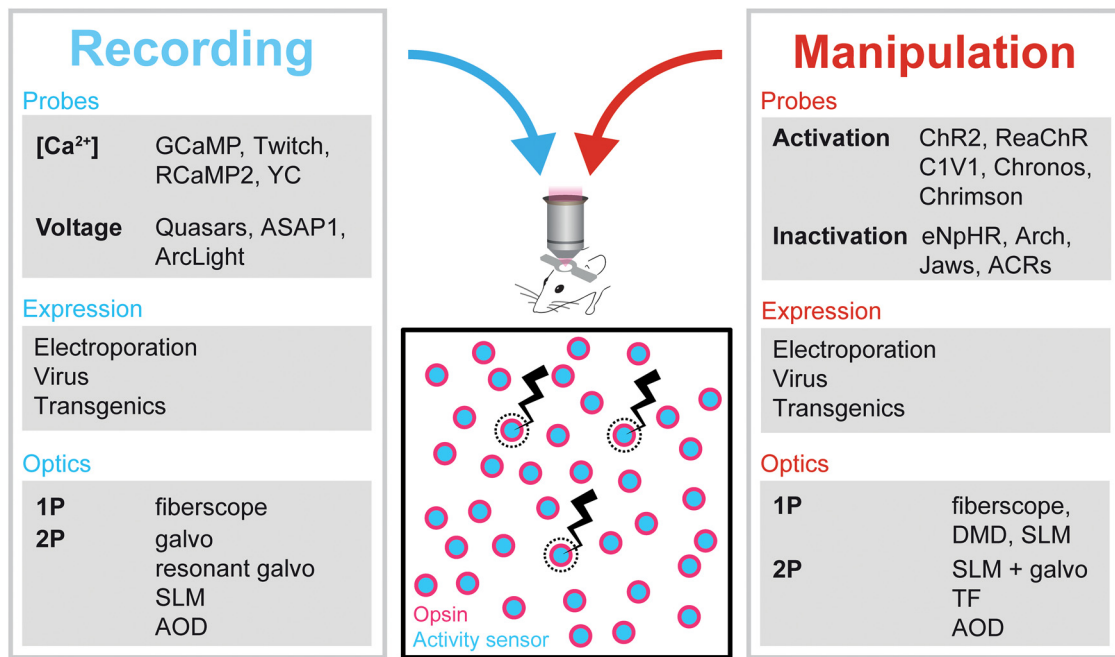 Recording
Probes
[Ca²⁺] GCaMP, Twitch,
RCaMP2, YC
Voltage Quasars, ASAP1,
ArcLight
Expression
Electroporation
Virus
Transgenics
Optics
1P fiberscope
2P galvo
resonant galvo
SLM
AOD
Opsin
Activity sensor
Manipulation
Probes
Activation ChR2, ReaChR
C1V1, Chronos,
Chrimson
Inactivation eNpHR, Arch,
Jaws, ACRs
Expression
Electroporation
Virus
Transgenics
Optics
1P fiberscope,
DMD, SLM
2P SLM + galvo
TF
AOD